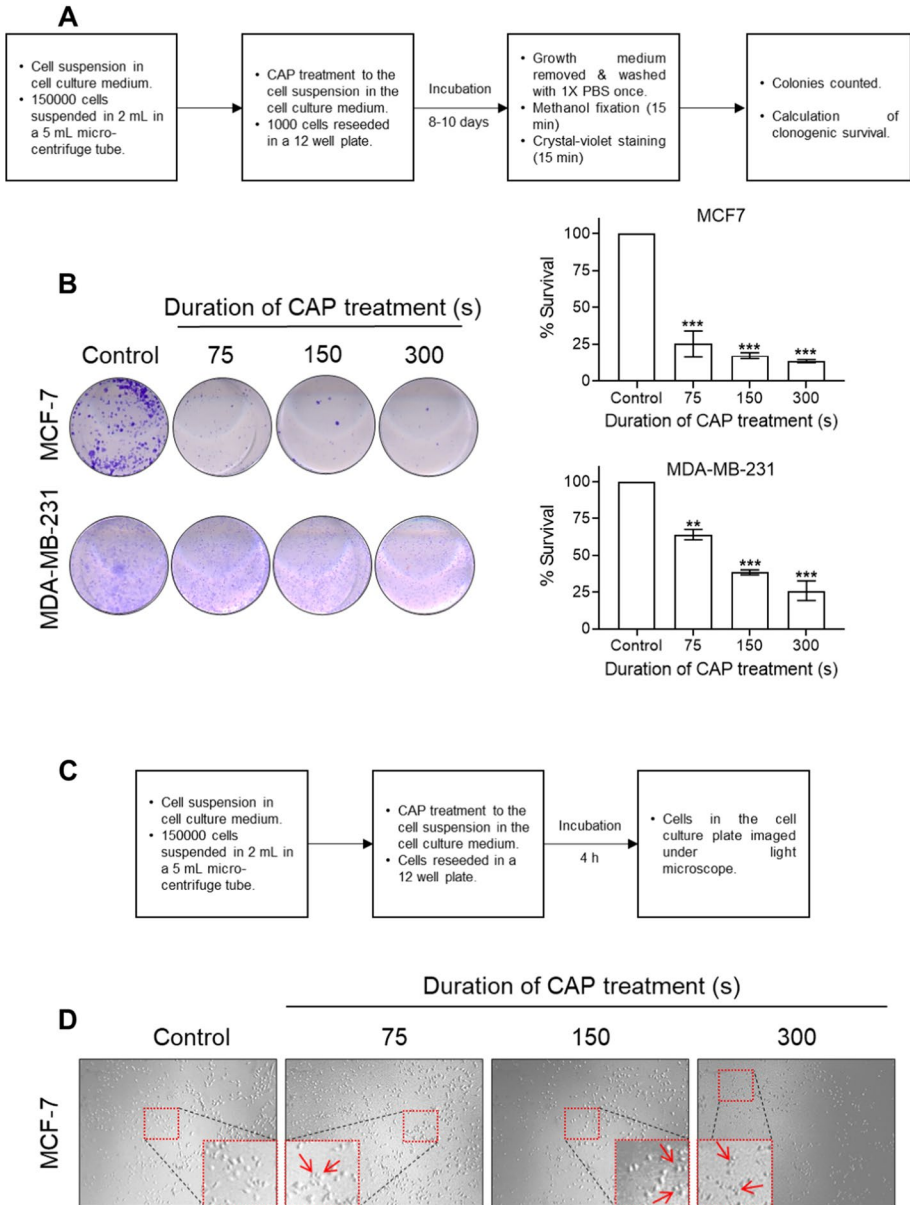 A
• Cell suspension in
cell culture medium.
• 150000 cells
suspended in 2 mL in
a 5 mL micro-
centrifuge tube.
• CAP treatment to the
cell suspension in the
cell culture medium.
• 1000 cells reseeded
in a 12 well plate.
Incubation
8-10 days
• Growth medium
removed & washed
with 1X PBS once.
• Methanol fixation (15
min)
• Crystal-violet staining
(15 min)
• Colonies counted.
• Calculation of
clonogenic survival.
B
Duration of CAP treatment (s)
Control 75 150 300
MCF-7
MDA-MB-231
MCF7
% Survival
100
75
50
25
0
*** *** ***
Control 75 150 300
Duration of CAP treatment (s)
MDA-MB-231
% Survival
100
75
50
25
0
** *** ***
Control 75 150 300
Duration of CAP treatment (s)
C
• Cell suspension in
cell culture medium.
• 150000 cells
suspended in 2 mL in
a 5 mL micro-
centrifuge tube.
• CAP treatment to the
cell suspension in the
cell culture medium.
• Cells reseeded in a
12 well plate.
Incubation
4 h
• Cells in the cell
culture plate imaged
under light
microscope.
D
Duration of CAP treatment (s)
Control 75 150 300
MCF-7